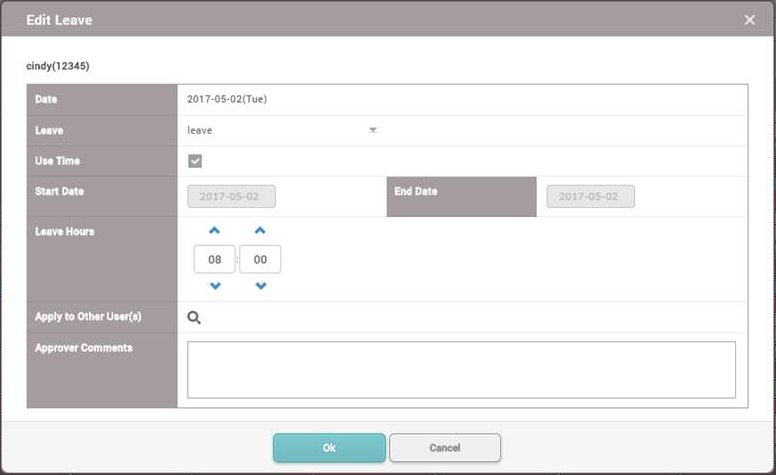 Edit Leave
cindy(12345)
Date 2017-05-02(Tue)
Leave leave
Use Time
Start Date 2017-05-02 End Date 2017-05-02
Leave Hours
08 : 00
Apply to Other User(s)
Approver Comments
Ok Cancel